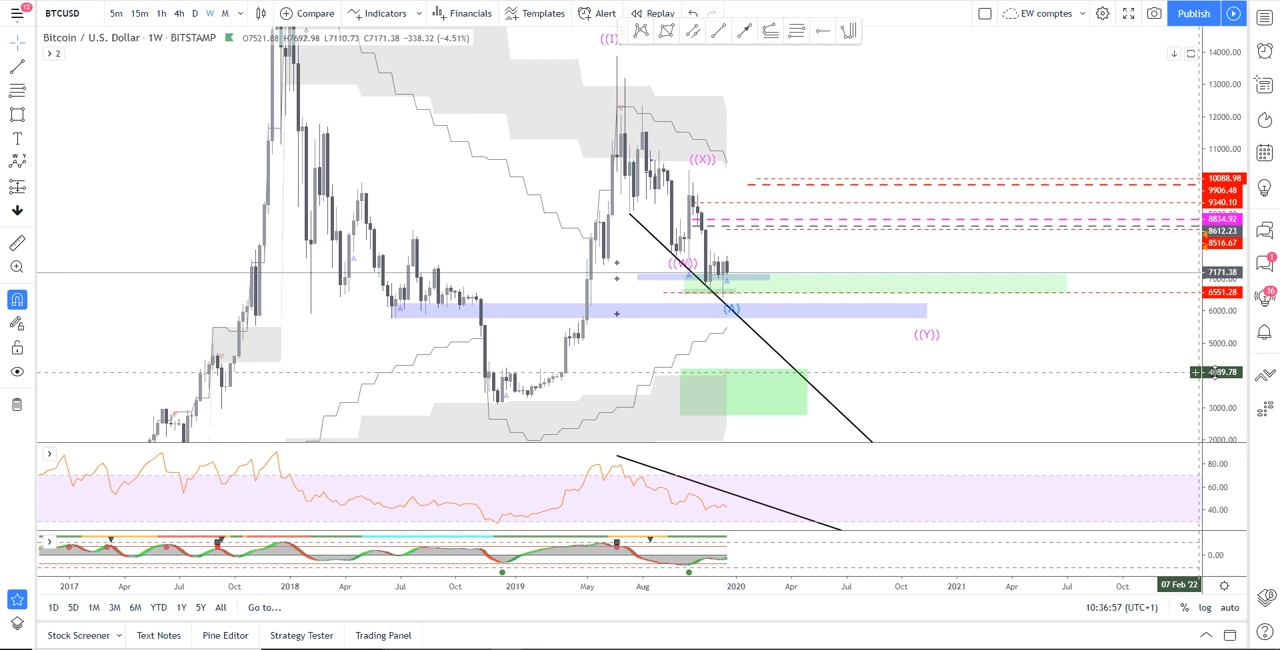 12 BTCUSD 5m 15m 1h 4h D W M Compare Indicators Financials Templates Alert Replay EW comptes Publish
Bitcoin / U.S. Dollar · 1W · BITSTAMP O7521.88 H7692.98 L7110.73 C7171.38 −338.32 (−4.51%)
2
((I))
14000.00
13000.00
12000.00
11000.00
((X))
10088.98
9906.48
9340.10
8834.92
8612.23
8516.67
((W))
7171.38
6551.28
(A)
6000.00
((Y))
5000.00
3000.00
2000.00
1
36
80.00
60.00
40.00
0.00
2017 Apr Jul Oct 2018 Apr Jul Oct 2019 May Aug 2020 Apr Jul Oct 2021 Apr Jul Oct 07 Feb '22
1D 5D 1M 3M 6M YTD 1Y 5Y All Go to... 10:36:57 (UTC+1) % log auto
Stock Screener Text Notes Pine Editor Strategy Tester Trading Panel